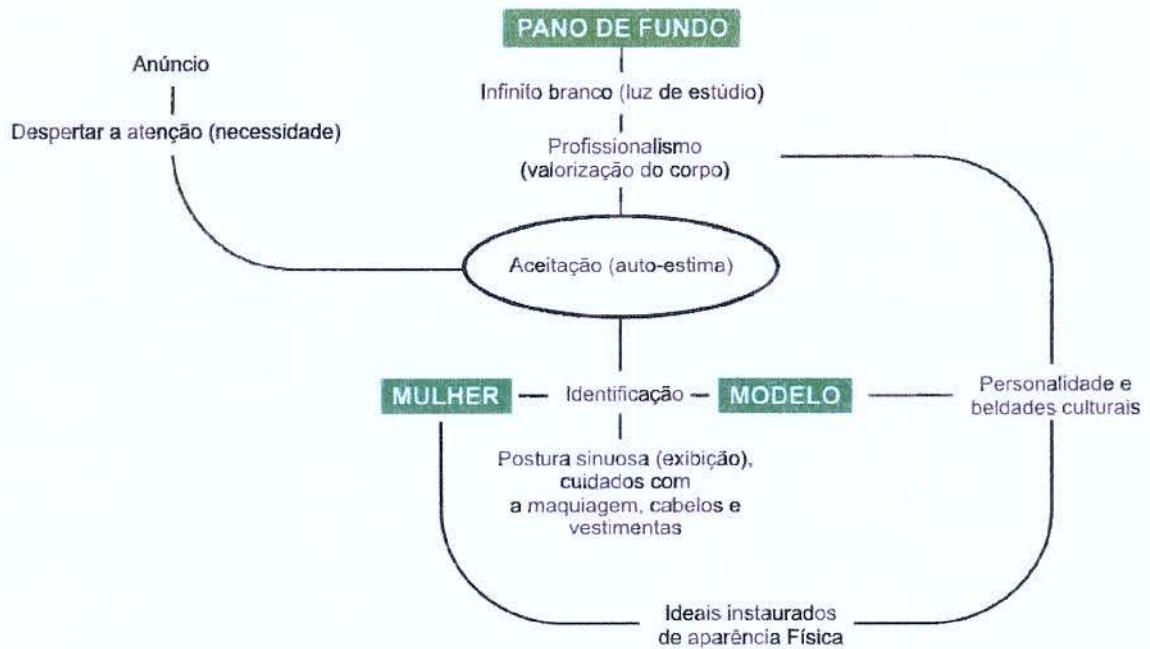 PANO DE FUNDO
Anúncio
Infinito branco (luz de estúdio)
Despertar a atenção (necessidade)
Profissionalismo
(valorização do corpo)
Aceitação (auto-estima)
MULHER
Identificação
MODELO
Personalidade e
beldades culturais
Postura sinuosa (exibição),
cuidados com
a maquiagem, cabelos e
vestimentas
Ideais instaurados
de aparência Física